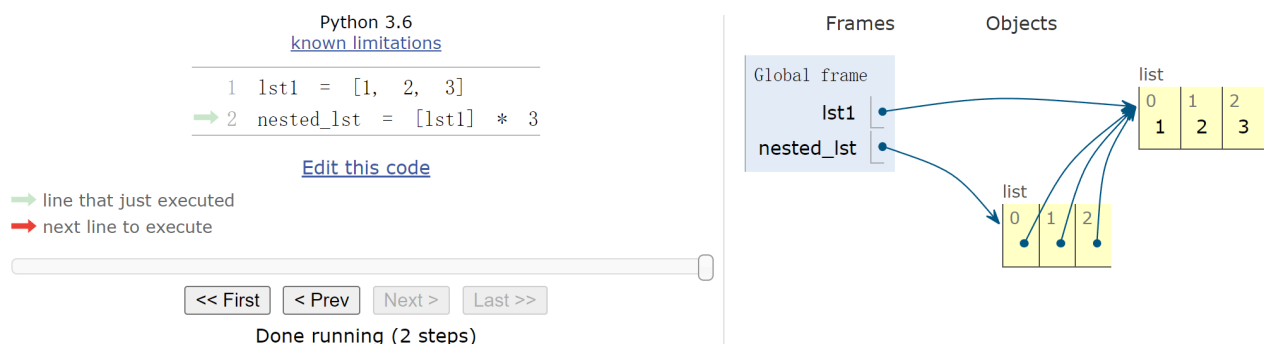 Python 3.6
known limitations
1 lst1 = [1, 2, 3]
2 nested_lst = [lst1] * 3
Edit this code
line that just executed
next line to execute
<< First < Prev Next > Last >>
Done running (2 steps)
Frames Objects
Global frame
lst1
nested_lst
list
0 1 2
1 2 3
list
0 1 2